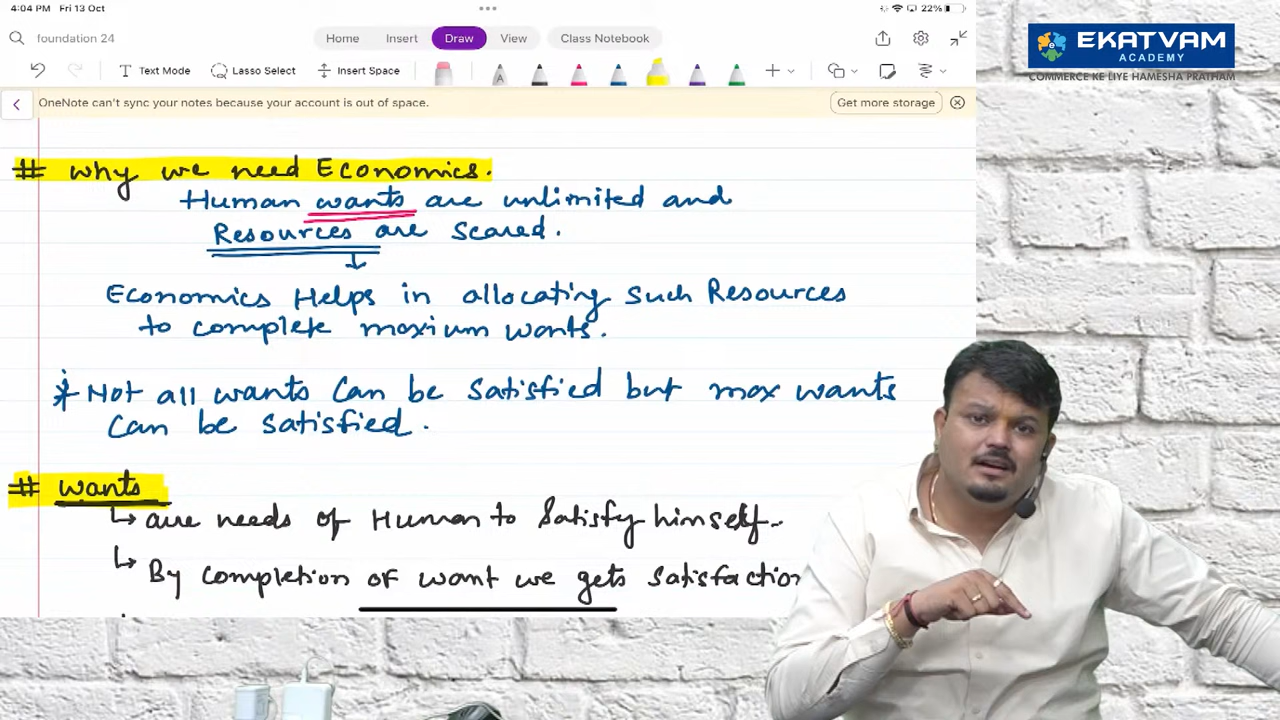 4:04 PM Fri 13 Oct
22%
foundation 24
Home Insert Draw View Class Notebook
Text Mode Lasso Select Insert Space
OneNote can't sync your notes because your account is out of space.
Get more storage
EKATVAM
ACADEMY
COMMERCE KE LIYE HAMESHA PRATHAM
# why we need Economics.
Human wants are unlimited and
Resources are Scared.
Economics Helps in allocating Such Resources
to complete maxium wants.
* Not all wants Can be Satisfied but max wants
Can be Satisfied.
# wants
↳ are needs of Human to Satisfy himself.
↳ By completion of want we gets Satisfaction